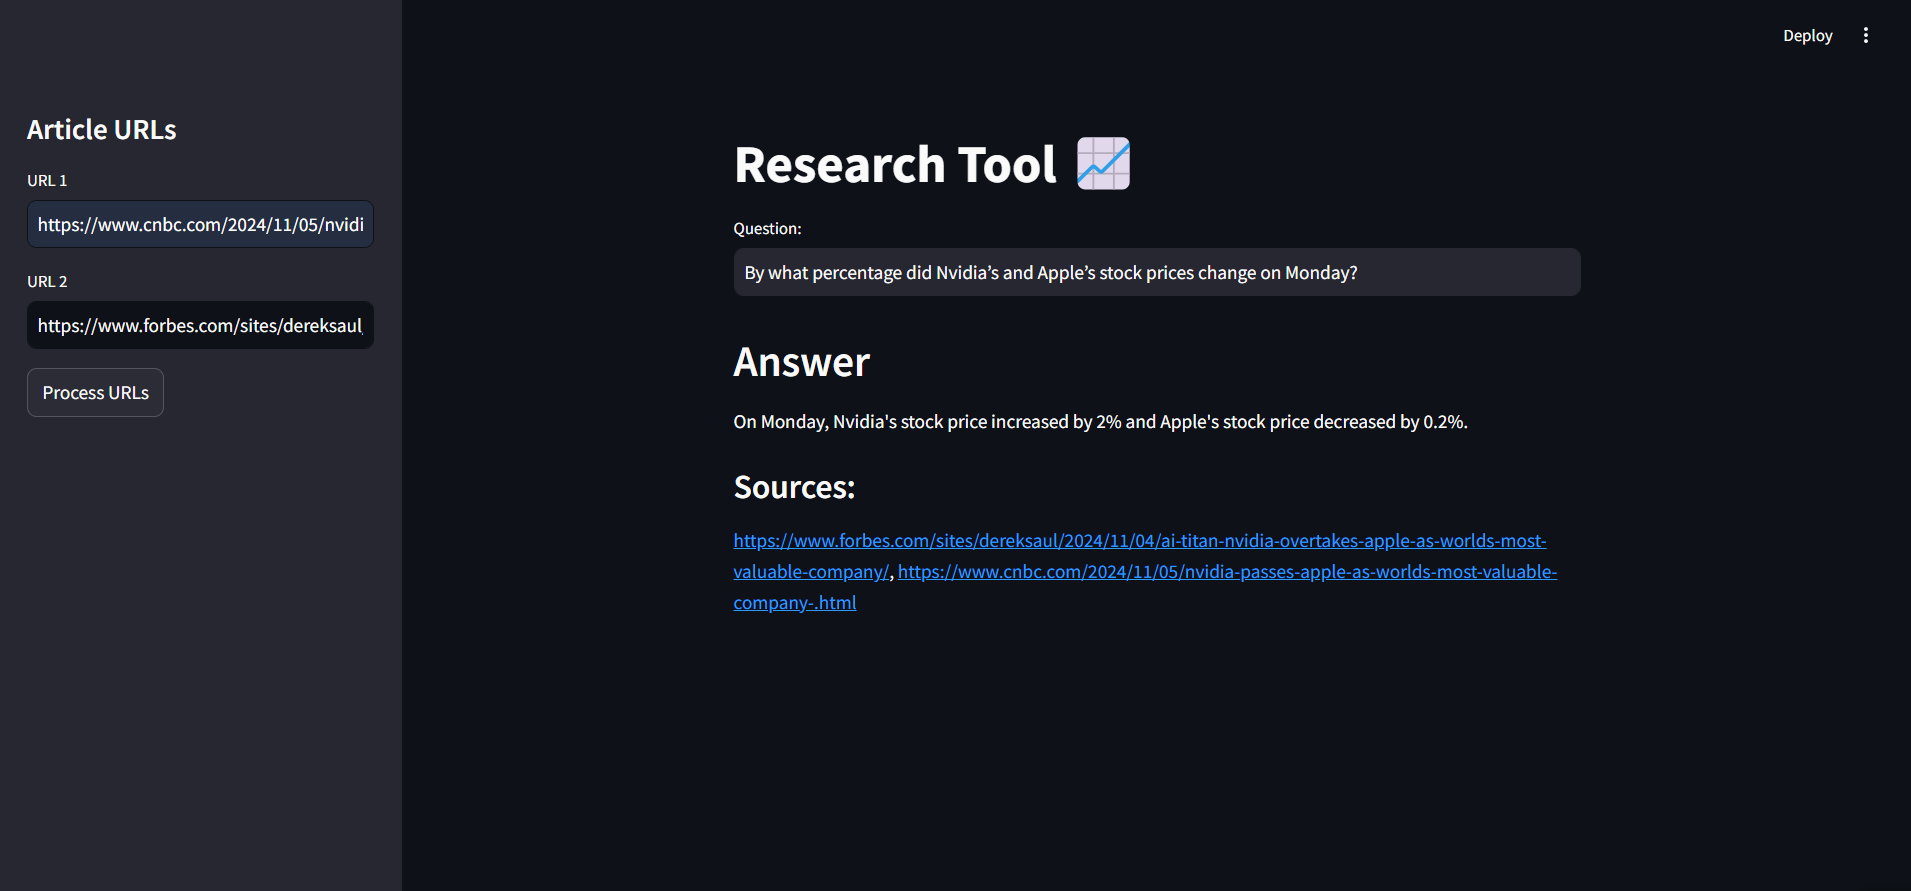 Deploy
Article URLs
URL 1
https://www.cnbc.com/2024/11/05/nvidi
URL 2
https://www.forbes.com/sites/dereksaul
Process URLs
Research Tool
Question:
By what percentage did Nvidia’s and Apple’s stock prices change on Monday?
Answer
On Monday, Nvidia's stock price increased by 2% and Apple's stock price decreased by 0.2%.
Sources:
https://www.forbes.com/sites/dereksaul/2024/11/04/ai-titan-nvidia-overtakes-apple-as-worlds-most-
valuable-company/, https://www.cnbc.com/2024/11/05/nvidia-passes-apple-as-worlds-most-valuable-
company-.html